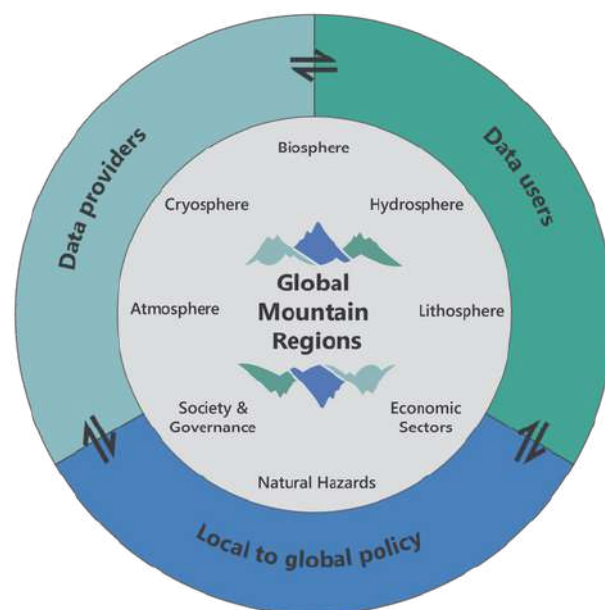 Data providers
Data users
Biosphere
Cryosphere
Hydrosphere
Global
Mountain
Regions
Atmosphere
Lithosphere
Society &
Governance
Economic
Sectors
Natural Hazards
Local to global policy